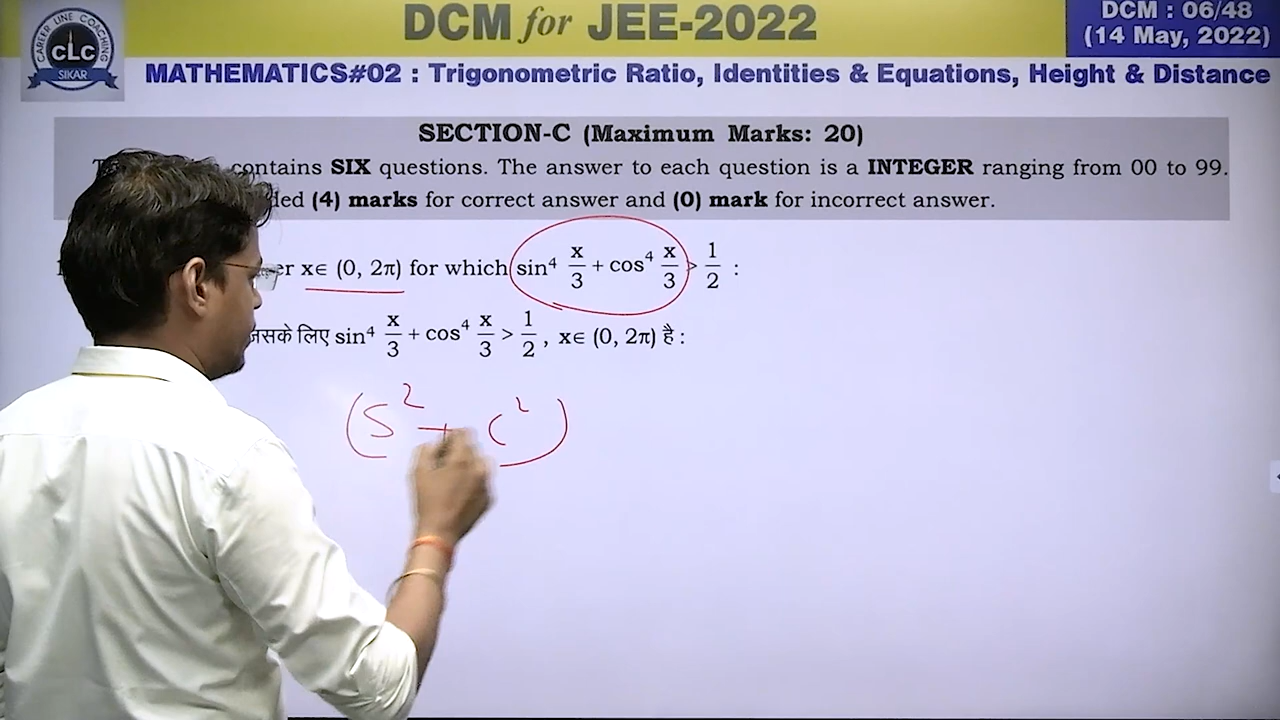 DCM for JEE-2022
DCM : 06/48
(14 May, 2022)
CAREER LINE COACHING
CLC
SIKAR
MATHEMATICS#02 : Trigonometric Ratio, Identities & Equations, Height & Distance
SECTION-C (Maximum Marks: 20)
contains SIX questions. The answer to each question is a INTEGER ranging from 00 to 99.
(4) marks for correct answer and (0) mark for incorrect answer.
x∈ (0, 2π) for which sin⁴ x/3 + cos⁴ x/3 > 1/2 :
लिए sin⁴ x/3 + cos⁴ x/3 > 1/2 , x∈ (0, 2π) है :
(S² + C²)